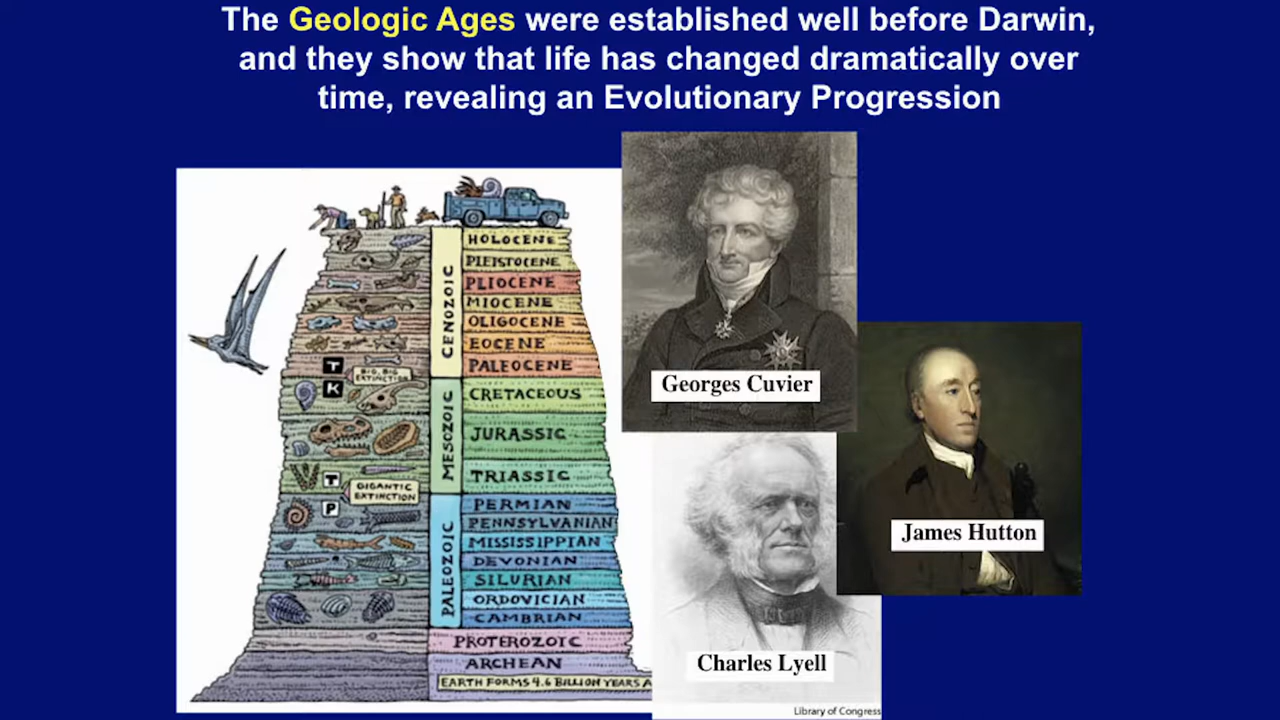 The Geologic Ages were established well before Darwin,
and they show that life has changed dramatically over
time, revealing an Evolutionary Progression
CENOZOIC
HOLOCENE
PLEISTOCENE
PLIOCENE
MIOCENE
OLIGOCENE
EOCENE
PALEOCENE
T
K
BIG, BIG,
EXTINCTION
MESOZOIC
CRETACEOUS
JURASSIC
TRIASSIC
T
P
GIGANTIC
EXTINCTION
PALEOZOIC
PERMIAN
PENNSYLVANIAN
MISSISSIPPIAN
DEVONIAN
SILURIAN
ORDOVICIAN
CAMBRIAN
PROTEROZOIC
ARCHEAN
EARTH FORMS 4.6 BILLION YEARS A
Georges Cuvier
James Hutton
Charles Lyell
Library of Congress